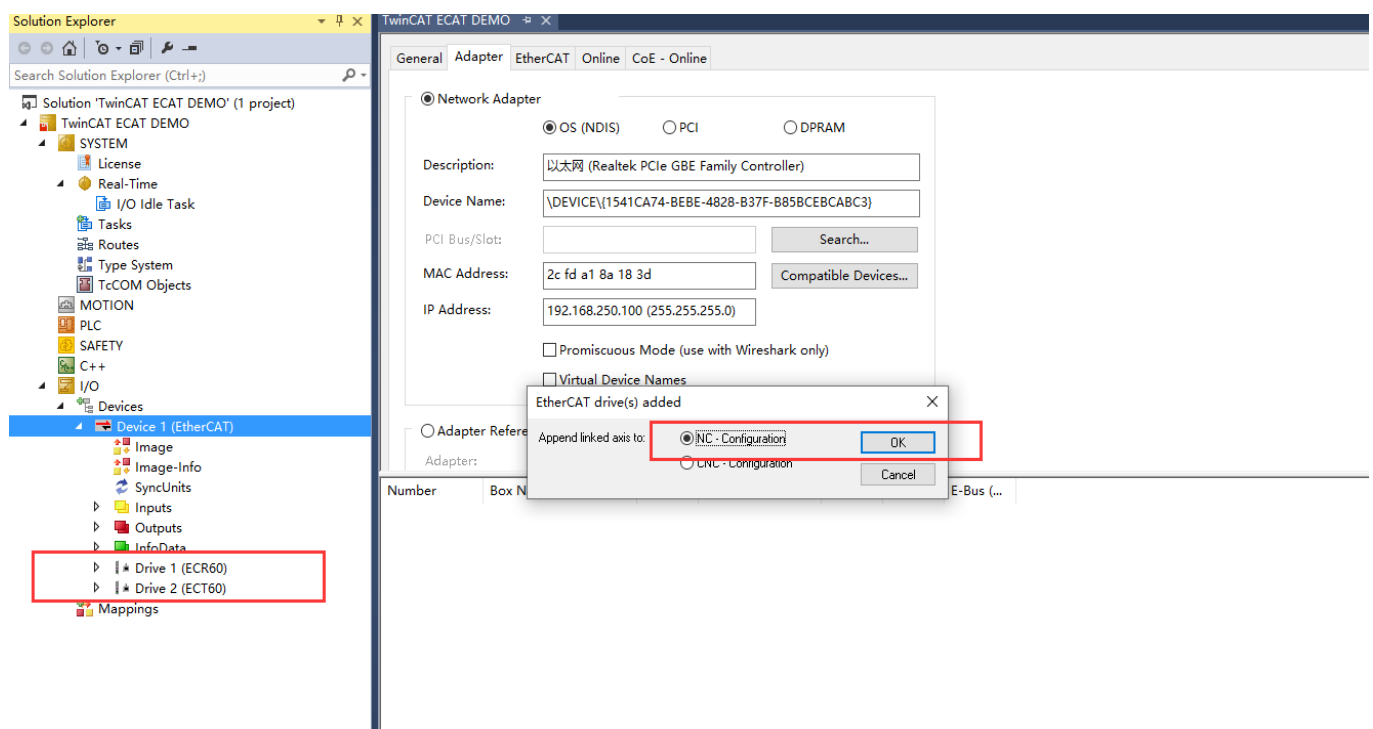 Solution Explorer
Search Solution Explorer (Ctrl+;)
Solution 'TwinCAT ECAT DEMO' (1 project)
TwinCAT ECAT DEMO
SYSTEM
License
Real-Time
I/O Idle Task
Tasks
Routes
Type System
TcCOM Objects
MOTION
PLC
SAFETY
C++
I/O
Devices
Device 1 (EtherCAT)
Image
Image-Info
SyncUnits
Inputs
Outputs
InfoData
Drive 1 (ECR60)
Drive 2 (ECT60)
Mappings
TwinCAT ECAT DEMO
General Adapter EtherCAT Online CoE - Online
Network Adapter
OS (NDIS) PCI DPRAM
Description: 以太网 (Realtek PCIe GBE Family Controller)
Device Name: \DEVICE\{1541CA74-BEBE-4828-B37F-B85BCEBCABC3}
PCI Bus/Slot: Search...
MAC Address: 2c fd a1 8a 18 3d Compatible Devices...
IP Address: 192.168.250.100 (255.255.255.0)
Promiscuous Mode (use with Wireshark only)
Virtual Device Names
Adapter Refere
Adapter:
EtherCAT drive(s) added
Append linked axis to: NC - Configuration OK
CNC - Configuration Cancel
Number Box N E-Bus (...